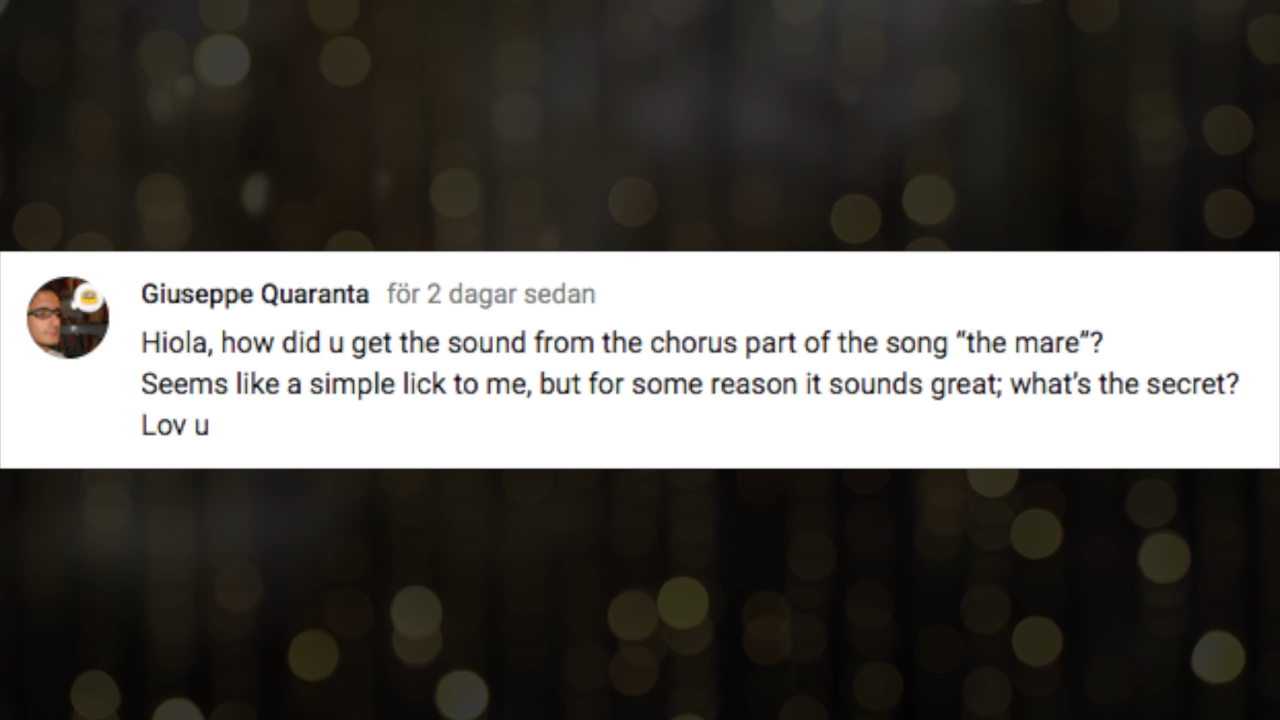 Giuseppe Quaranta för 2 dagar sedan
Hiola, how did u get the sound from the chorus part of the song “the mare”?
Seems like a simple lick to me, but for some reason it sounds great; what’s the secret?
Lov u